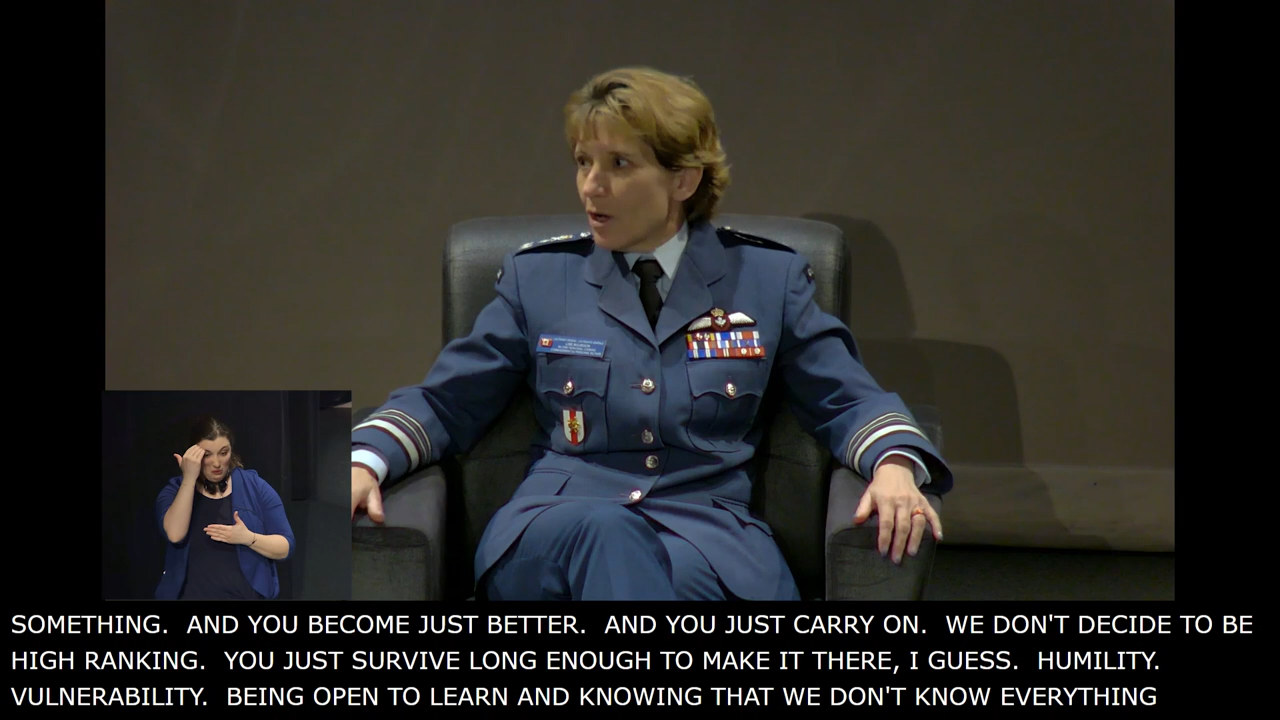 SOMETHING.  AND YOU BECOME JUST BETTER.  AND YOU JUST CARRY ON.  WE DON'T DECIDE TO BE
HIGH RANKING.  YOU JUST SURVIVE LONG ENOUGH TO MAKE IT THERE, I GUESS.  HUMILITY.
VULNERABILITY.  BEING OPEN TO LEARN AND KNOWING THAT WE DON'T KNOW EVERYTHING